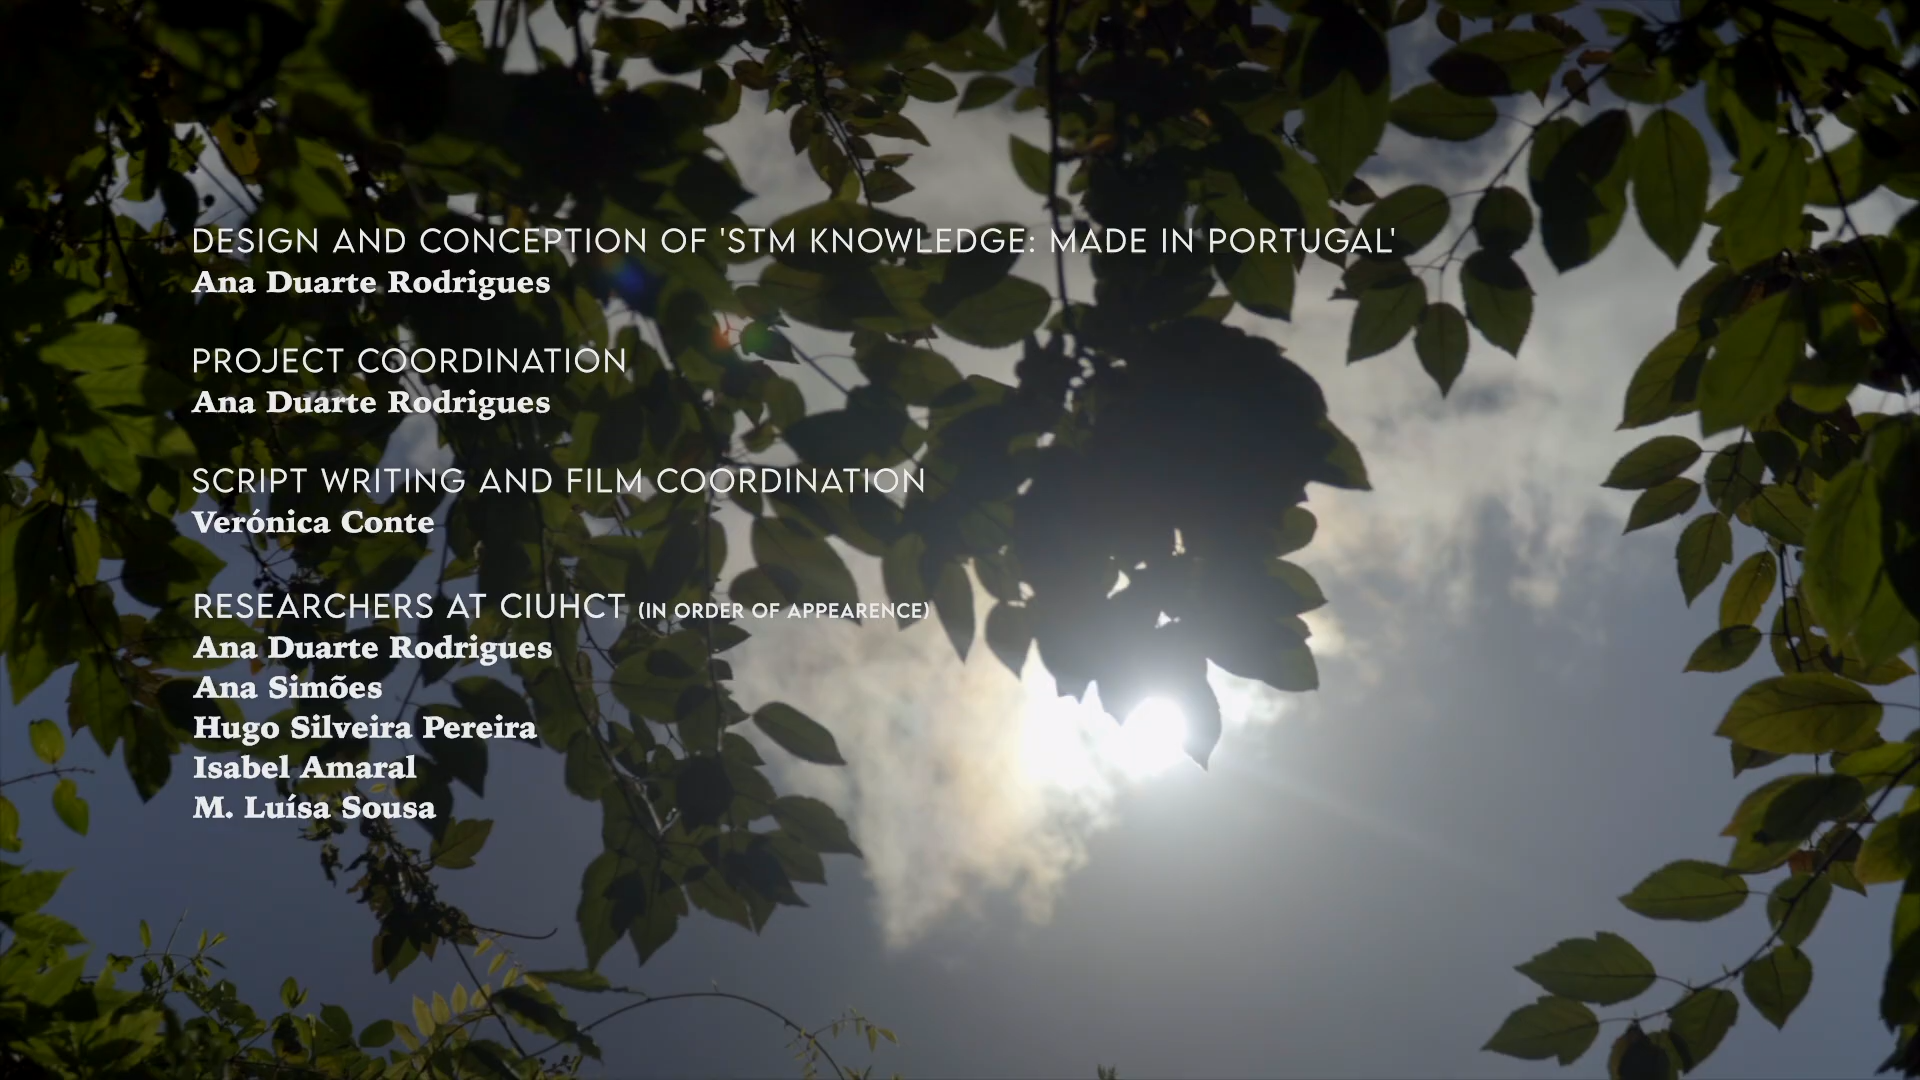 DESIGN AND CONCEPTION OF 'STM KNOWLEDGE: MADE IN PORTUGAL'
Ana Duarte Rodrigues
PROJECT COORDINATION
Ana Duarte Rodrigues
SCRIPT WRITING AND FILM COORDINATION
Verónica Conte
RESEARCHERS AT CIUHCT (IN ORDER OF APPEARENCE)
Ana Duarte Rodrigues
Ana Simões
Hugo Silveira Pereira
Isabel Amaral
M. Luísa Sousa